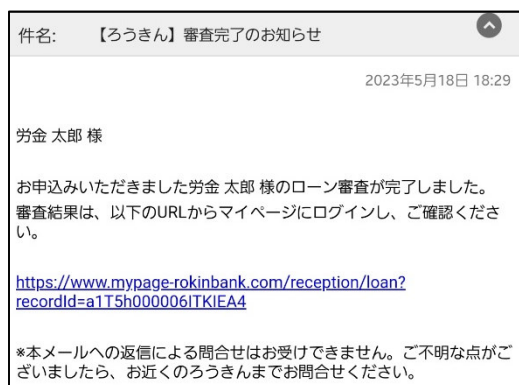 件名: 【ろうきん】審査完了のお知らせ
2023年5月18日 18:29
労金 太郎 様
お申込みいただきました労金 太郎 様のローン審査が完了しました。
審査結果は、以下のURLからマイページにログインし、ご確認くださ
い。
https://www.mypage-rokinbank.com/reception/loan?
recordId=a1T5h000006ITKIEA4
*本メールへの返信による問合せはお受けできません。ご不明な点がご
ざいましたら、お近くのろうきんまでお問合せください。